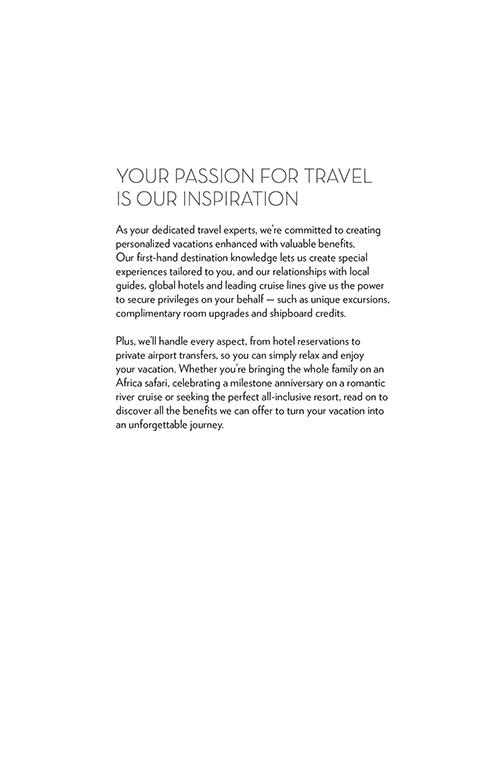 YOUR PASSION FOR TRAVEL
IS OUR INSPIRATION
As your dedicated travel experts, we're committed to creating
personalized vacations enhanced with valuable benefits.
Our first-hand destination knowledge lets us create special
experiences tailored to you, and our relationships with local
guides, global hotels and leading cruise lines give us the power
to secure privileges on your behalf — such as unique excursions,
complimentary room upgrades and shipboard credits.
Plus, we'll handle every aspect, from hotel reservations to
private airport transfers, so you can simply relax and enjoy
your vacation. Whether you're bringing the whole family on an
Africa safari, celebrating a milestone anniversary on a romantic
river cruise or seeking the perfect all-inclusive resort, read on to
discover all the benefits we can offer to turn your vacation into
an unforgettable journey.